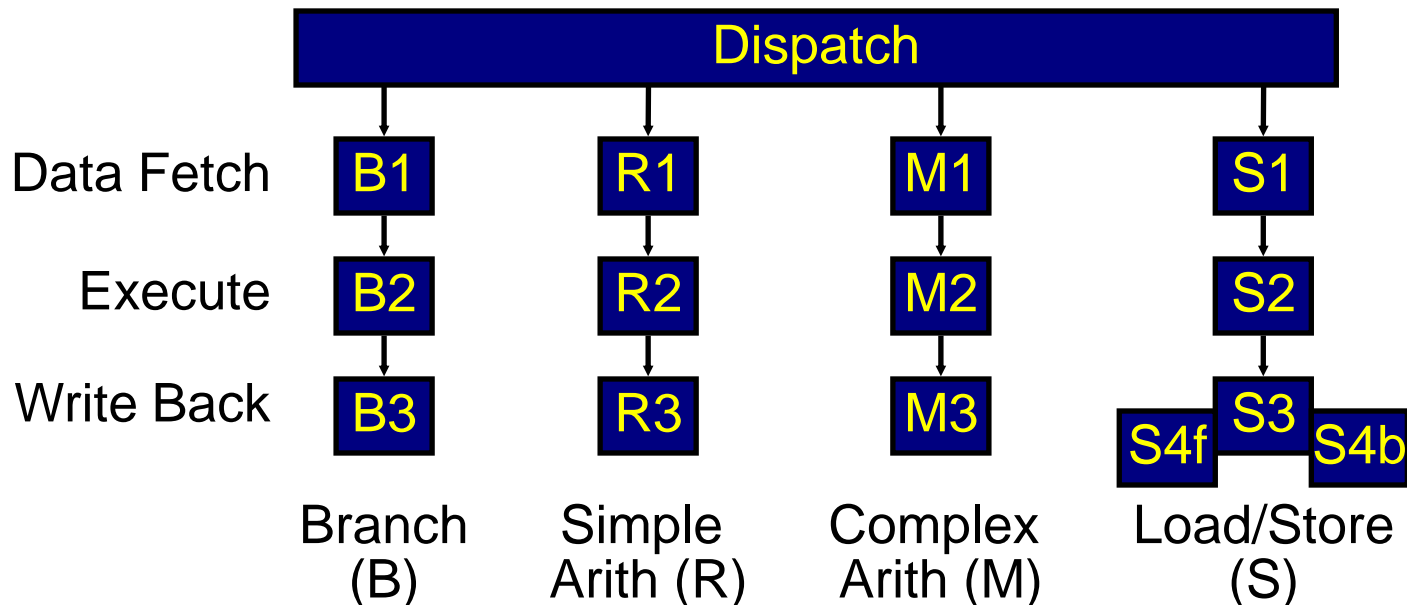 Dispatch
Data Fetch B1 R1 M1 S1
Execute B2 R2 M2 S2
Write Back B3 R3 M3 S3
S4f S4b
Branch Simple Complex Load/Store
(B) Arith (R) Arith (M) (S)